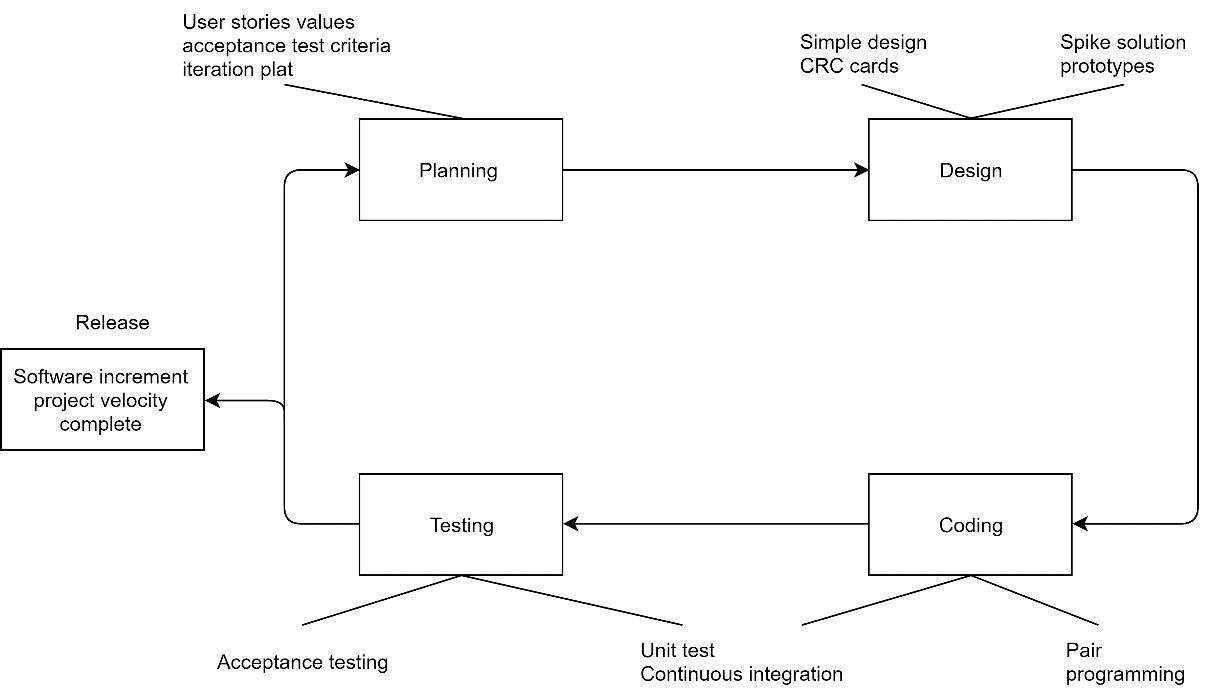 User stories values
acceptance test criteria
iteration plat
Simple design
CRC cards
Spike solution
prototypes
Planning
Design
Release
Software increment
project velocity
complete
Testing
Coding
Acceptance testing
Unit test
Continuous integration
Pair
programming